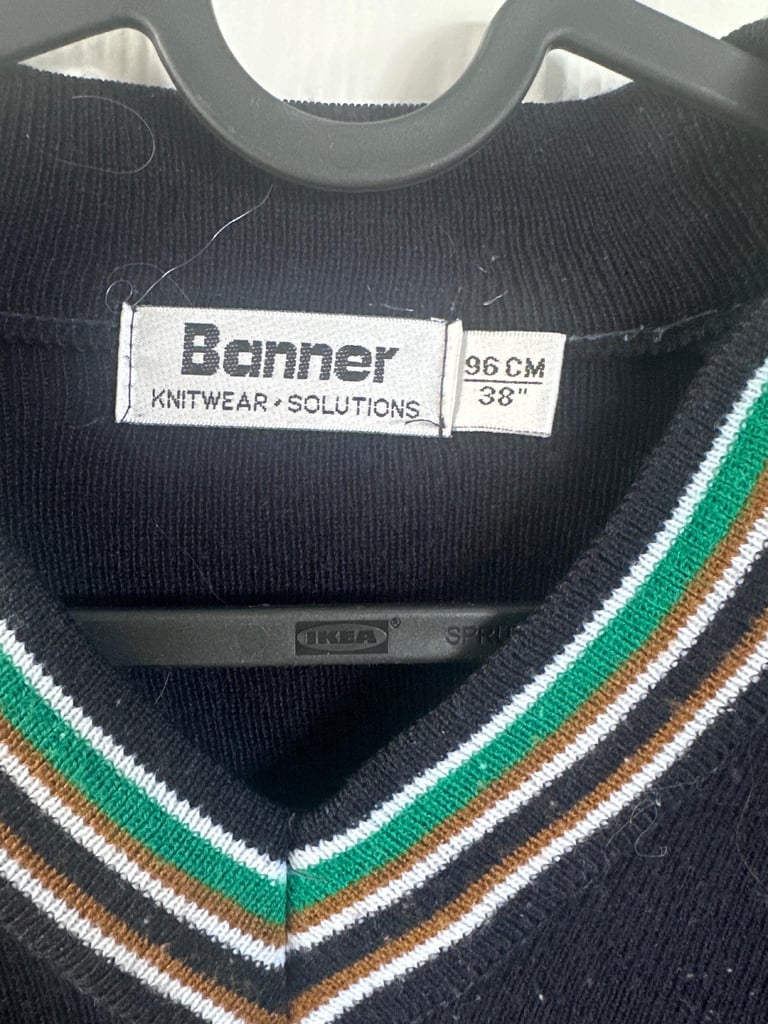 Banner
KNITWEAR • SOLUTIONS
96 CM
38"
IKEA®